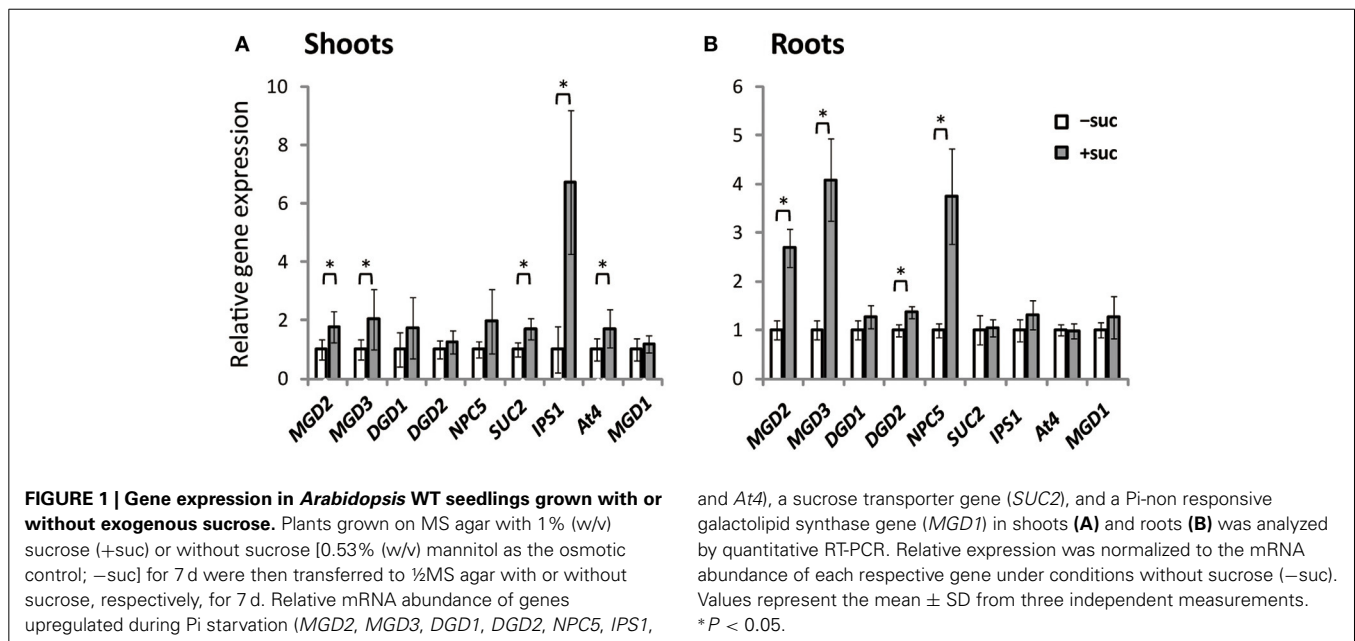 A Shoots
Relative gene expression
10
8
6
4
2
0
*
*
*
*
*
MGD2 MGD3 DGD1 DGD2 NPC5 SUC2 IPS1 At4 MGD1
B Roots
6
5
4
3
2
1
0
*
*
*
*
−suc
+suc
MGD2 MGD3 DGD1 DGD2 NPC5 SUC2 IPS1 At4 MGD1
FIGURE 1 | Gene expression in Arabidopsis WT seedlings grown with or
without exogenous sucrose. Plants grown on MS agar with 1% (w/v)
sucrose (+suc) or without sucrose [0.53% (w/v) mannitol as the osmotic
control; −suc] for 7 d were then transferred to ½MS agar with or without
sucrose, respectively, for 7 d. Relative mRNA abundance of genes
upregulated during Pi starvation (MGD2, MGD3, DGD1, DGD2, NPC5, IPS1,
and At4), a sucrose transporter gene (SUC2), and a Pi-non responsive
galactolipid synthase gene (MGD1) in shoots (A) and roots (B) was analyzed
by quantitative RT-PCR. Relative expression was normalized to the mRNA
abundance of each respective gene under conditions without sucrose (−suc).
Values represent the mean ± SD from three independent measurements.
*P < 0.05.